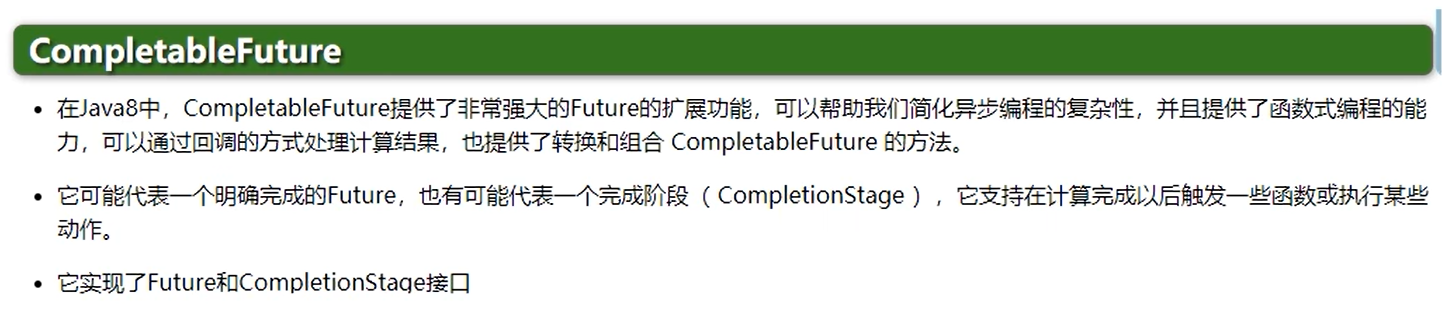 CompletableFuture
• 在Java8中，CompletableFuture提供了非常强大的Future的扩展功能，可以帮助我们简化异步编程的复杂性，并且提供了函数式编程的能
力，可以通过回调的方式处理计算结果，也提供了转换和组合 CompletableFuture 的方法。
• 它可能代表一个明确完成的Future，也有可能代表一个完成阶段（ CompletionStage ），它支持在计算完成以后触发一些函数或执行某些
动作。
• 它实现了Future和CompletionStage接口